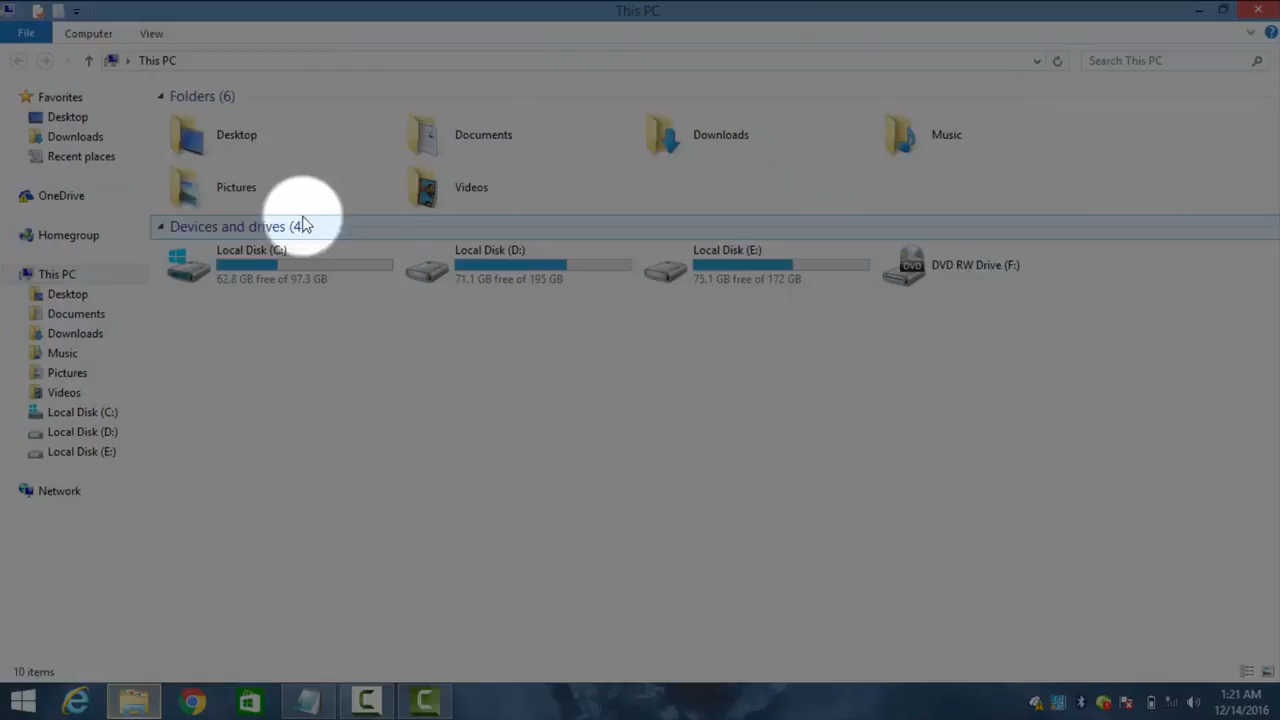 This PC
File Computer View
This PC Search This PC
Favorites
Desktop
Downloads
Recent places
OneDrive
Homegroup
This PC
Desktop
Documents
Downloads
Music
Pictures
Videos
Local Disk (C:)
Local Disk (D:)
Local Disk (E:)
Network
Folders (6)
Desktop Documents Downloads Music
Pictures Videos
Devices and drives (4
Local Disk (C:) Local Disk (D:) Local Disk (E:)
DVD RW Drive (F:)
DVD
62.8 GB free of 97.3 GB 71.1 GB free of 195 GB 75.1 GB free of 172 GB
10 items
1:21 AM
12/14/2016